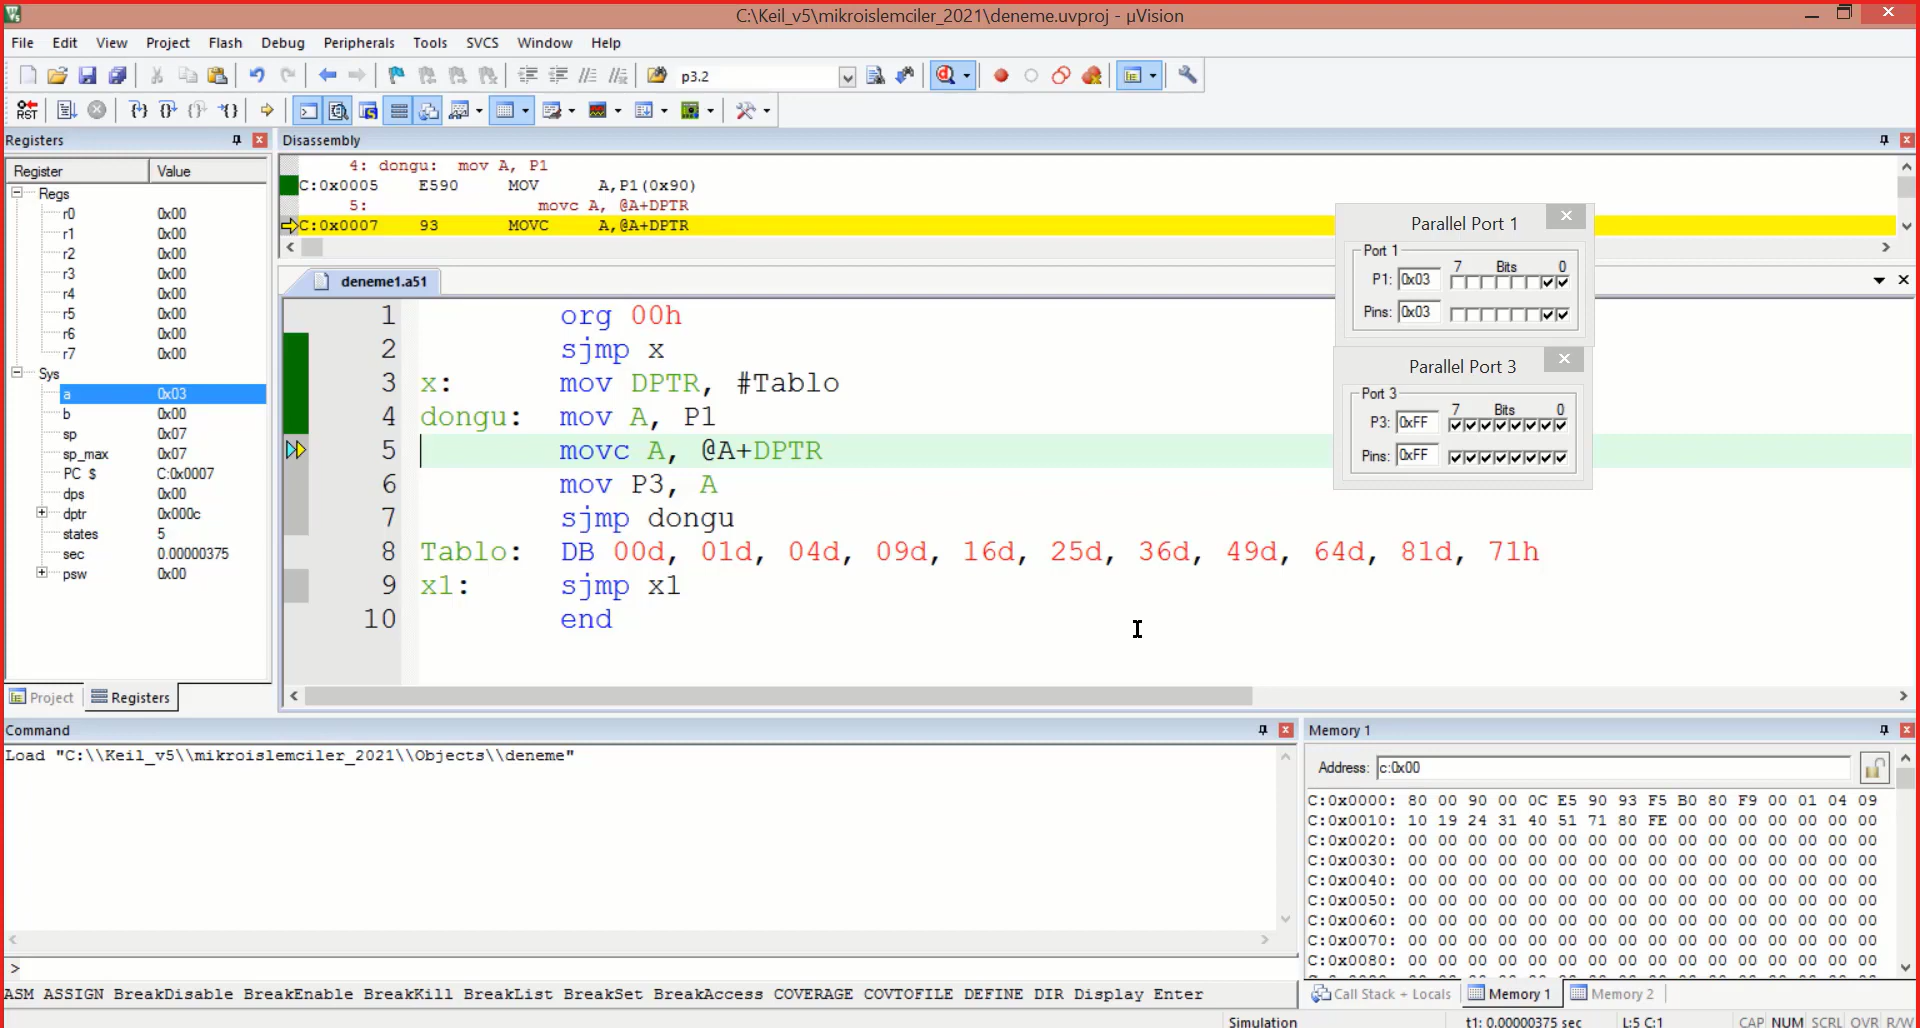 C:\Keil_v5\mikroislemciler_2021\deneme.uvproj - µVision
File Edit View Project Flash Debug Peripherals Tools SVCS Window Help
p3.2
RST
Registers
Register Value
Regs
r0 0x00
r1 0x00
r2 0x00
r3 0x00
r4 0x00
r5 0x00
r6 0x00
r7 0x00
Sys
a 0x03
b 0x00
sp 0x07
sp_max 0x07
PC $ C:0x0007
dps 0x00
dptr 0x000c
states 5
sec 0.00000375
psw 0x00
Project Registers
Disassembly
4: dongu: mov A, P1
C:0x0005 E590 MOV A,P1(0x90)
5: movc A, @A+DPTR
C:0x0007 93 MOVC A,@A+DPTR
deneme1.a51
1 org 00h
2 sjmp x
3 x: mov DPTR, #Tablo
4 dongu: mov A, P1
5 movc A, @A+DPTR
6 mov P3, A
7 sjmp dongu
8 Tablo: DB 00d, 01d, 04d, 09d, 16d, 25d, 36d, 49d, 64d, 81d, 71h
9 x1: sjmp x1
10 end
Parallel Port 1
Port 1
7 Bits 0
P1: 0x03
Pins: 0x03
Parallel Port 3
Port 3
7 Bits 0
P3: 0xFF
Pins: 0xFF
Command
Load "C:\\Keil_v5\\mikroislemciler_2021\\Objects\\deneme"
>
ASM ASSIGN BreakDisable BreakEnable BreakKill BreakList BreakSet BreakAccess COVERAGE COVTOFILE DEFINE DIR Display Enter
Memory 1
Address: c:0x00
C:0x0000: 80 00 90 00 0C E5 90 93 F5 B0 80 F9 00 01 04 09
C:0x0010: 10 19 24 31 40 51 71 80 FE 00 00 00 00 00 00 00
C:0x0020: 00 00 00 00 00 00 00 00 00 00 00 00 00 00 00 00
C:0x0030: 00 00 00 00 00 00 00 00 00 00 00 00 00 00 00 00
C:0x0040: 00 00 00 00 00 00 00 00 00 00 00 00 00 00 00 00
C:0x0050: 00 00 00 00 00 00 00 00 00 00 00 00 00 00 00 00
C:0x0060: 00 00 00 00 00 00 00 00 00 00 00 00 00 00 00 00
C:0x0070: 00 00 00 00 00 00 00 00 00 00 00 00 00 00 00 00
C:0x0080: 00 00 00 00 00 00 00 00 00 00 00 00 00 00 00 00
Call Stack + Locals Memory 1 Memory 2
Simulation t1: 0.00000375 sec L:5 C:1 CAP NUM SCRL OVR R/W